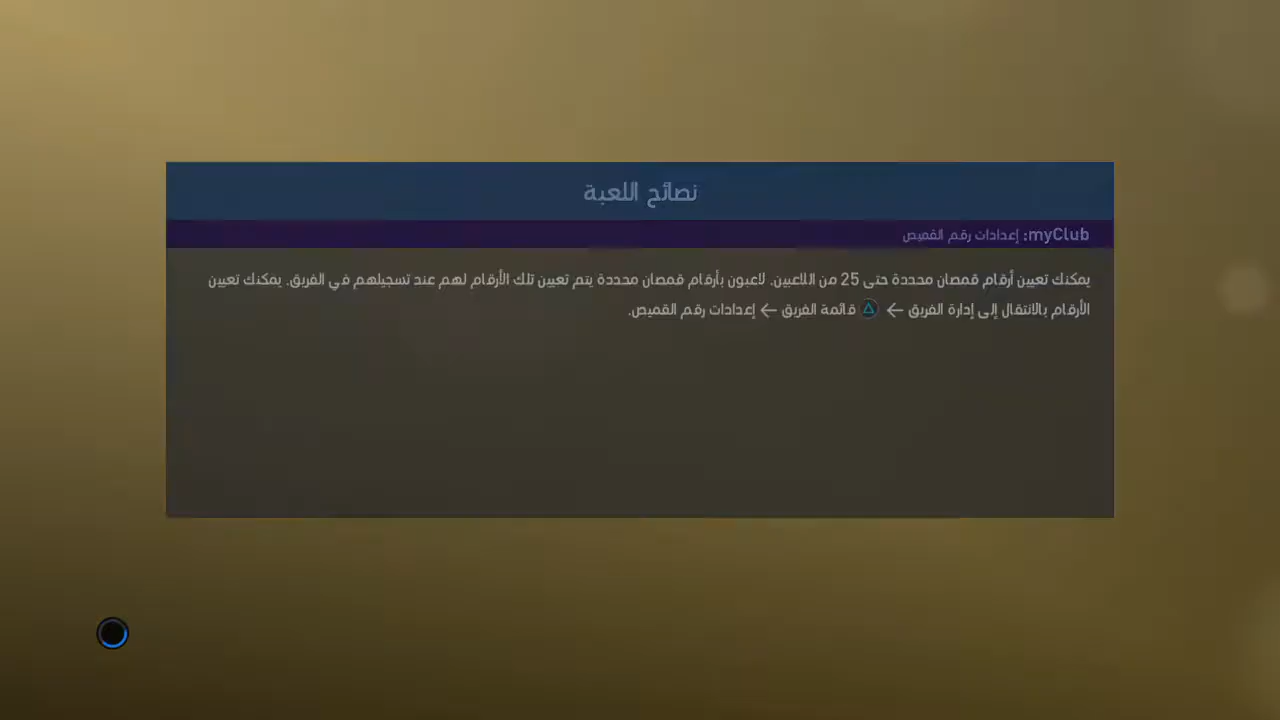 نصائح اللعبة
myClub: إعدادات رقم القميص
يمكنك تعيين أرقام قمصان محددة حتى 25 من اللاعبين. لاعبون بأرقام قمصان محددة يتم تعيين تلك الأرقام لهم عند تسجيلهم في الفريق. يمكنك تعيين
الأرقام بالانتقال إلى إدارة الفريق ← △ قائمة الفريق ← إعدادات رقم القميص.